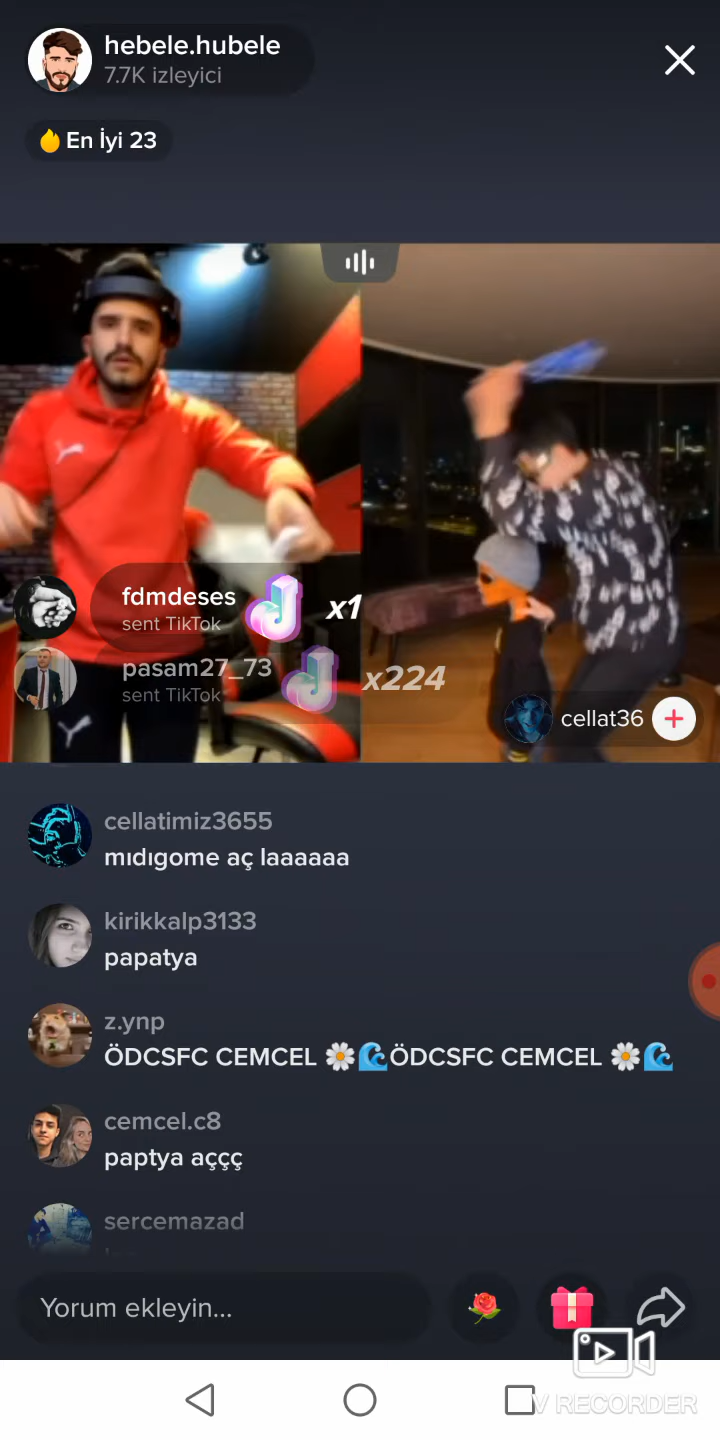 hebele.hubele
7.7K izleyici
En İyi 23
fdmdeses
sent TikTok
x1
pasam27_73
sent TikTok
x224
cellat36
cellatimiz3655
mıdıgome aç laaaaaa
kirikkalp3133
papatya
z.ynp
ÖDCSFC CEMCEL 🌼🌊ÖDCSFC CEMCEL 🌼🌊
cemcel.c8
paptya aççç
sercemazad
Yorum ekleyin...
V RECORDER